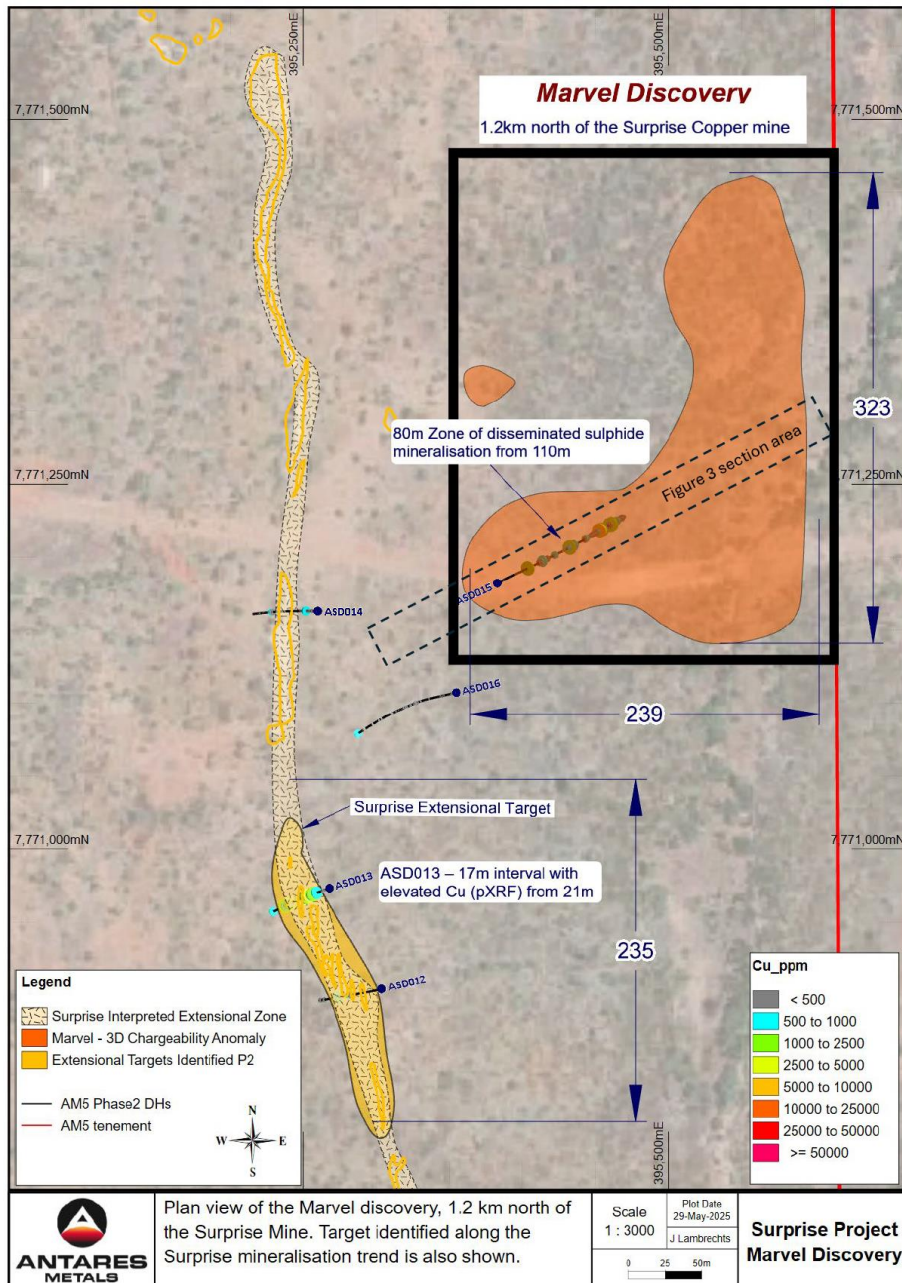 395,250mE
395,500mE
Marvel Discovery
1.2km north of the Surprise Copper mine
7,771,500mN
7,771,500mN
323
80m Zone of disseminated sulphide
mineralisation from 110m
Figure 3 section area
7,771,250mN
7,771,250mN
ASD015
ASD014
ASD016
239
Surprise Extensional Target
7,771,000mN
7,771,000mN
ASD013
ASD013 – 17m interval with
elevated Cu (pXRF) from 21m
235
ASD012
Legend
Surprise Interpreted Extensional Zone
Marvel - 3D Chargeability Anomaly
Extensional Targets Identified P2
AM5 Phase2 DHs
AM5 tenement
N
W E
S
395,500mE
Cu_ppm
< 500
500 to 1000
1000 to 2500
2500 to 5000
5000 to 10000
10000 to 25000
25000 to 50000
>= 50000
ANTARES
METALS
Plan view of the Marvel discovery, 1.2 km north of
the Surprise Mine. Target identified along the
Surprise mineralisation trend is also shown.
Scale
1 : 3000
Plot Date
29-May-2025
J Lambrechts
0 25 50m
Surprise Project
Marvel Discovery